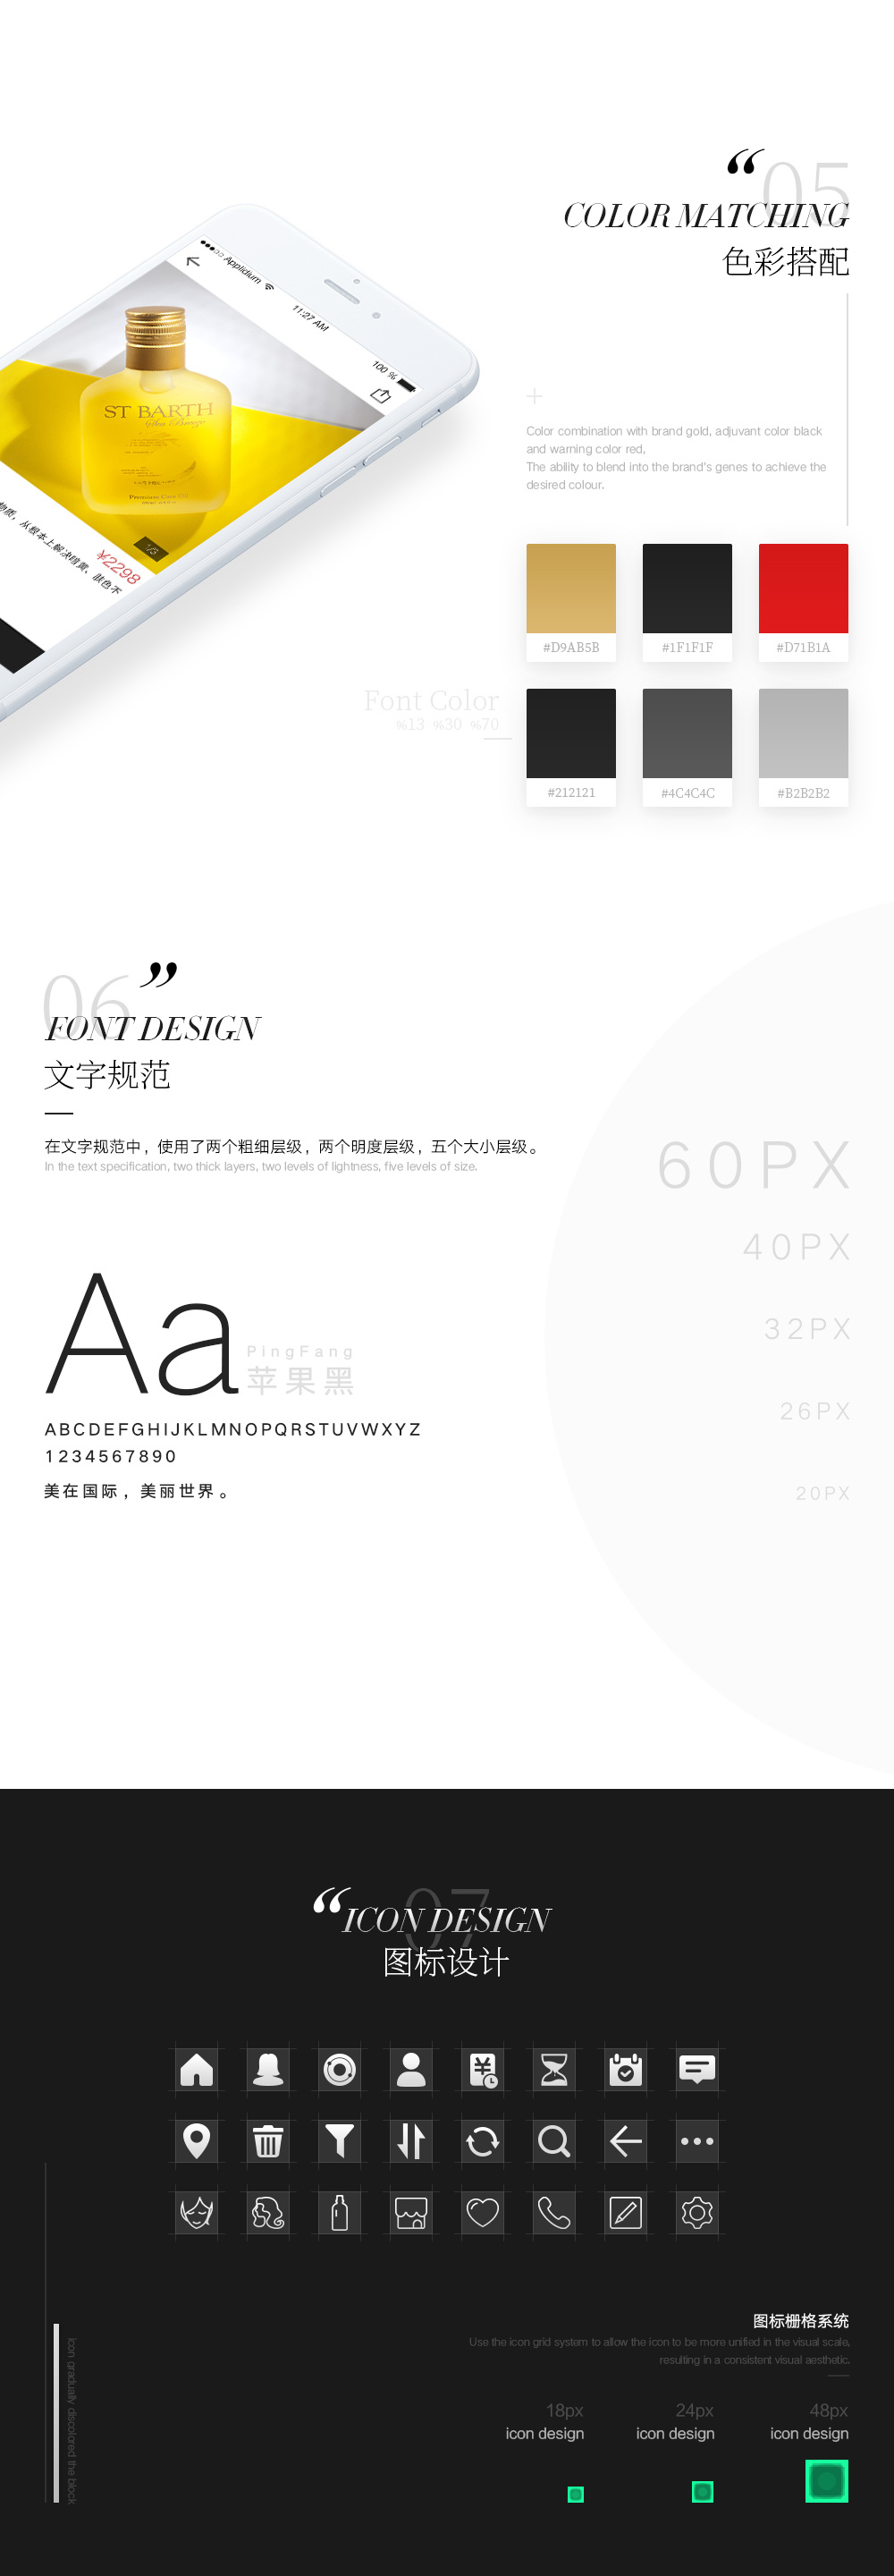 “ 05
COLOR MATCHING
色彩搭配
Applidium
11:27 AM
100 %
ST BARTH
¥2298
1/3
Color combination with brand gold, adjuvant color black
and warning color red,
The ability to blend into the brand's genes to achieve the
desired colour.
#D9AB5B #1F1F1F #D71B1A
Font Color
%13 %30 %70
#212121 #4C4C4C #B2B2B2
06 ”
FONT DESIGN
文字规范
在文字规范中，使用了两个粗细层级，两个明度层级，五个大小层级。
In the text specification, two thick layers, two levels of lightness, five levels of size.
60PX
40PX
32PX
26PX
20PX
Aa
PingFang
苹果黑
ABCDEFGHIJKLMNOPQRSTUVWXYZ
1234567890
美在国际，美丽世界。
“ 07
ICON DESIGN
图标设计
图标栅格系统
Use the icon grid system to allow the icon to be more unified in the visual scale,
resulting in a consistent visual aesthetic.
icon gradually discolored the block
18px 24px 48px
icon design icon design icon design